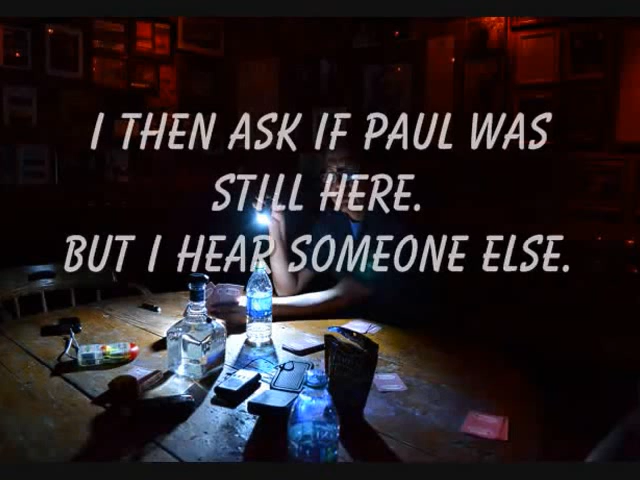 I THEN ASK IF PAUL WAS
STILL HERE.
BUT I HEAR SOMEONE ELSE.